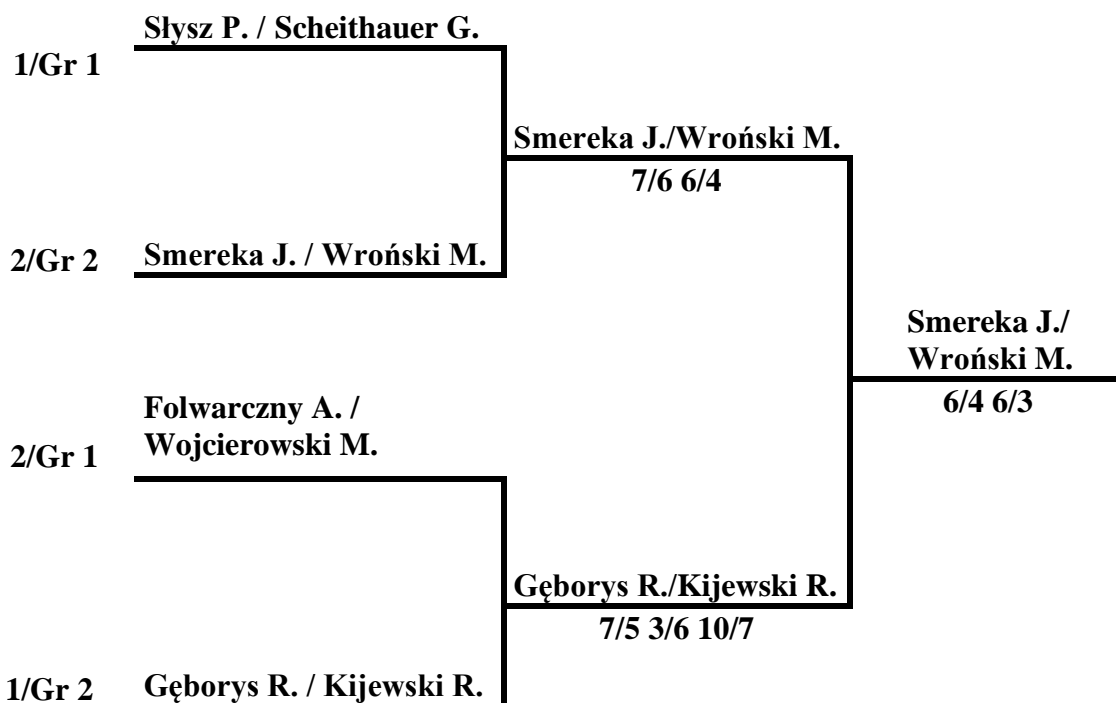 Słysz P. / Scheithauer G.
1/Gr 1
Smereka J./Wroński M.
7/6 6/4
2/Gr 2
Smereka J. / Wroński M.
Smereka J./
Wroński M.
6/4 6/3
Folwarczny A. /
Wojcierowski M.
2/Gr 1
Gęborys R./Kijewski R.
7/5 3/6 10/7
1/Gr 2
Gęborys R. / Kijewski R.